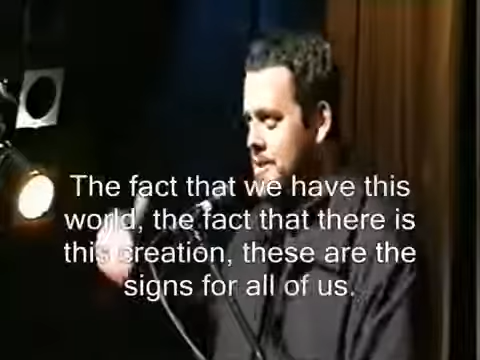 The fact that we have this
world, the fact that there is
this creation, these are the
signs for all of us.